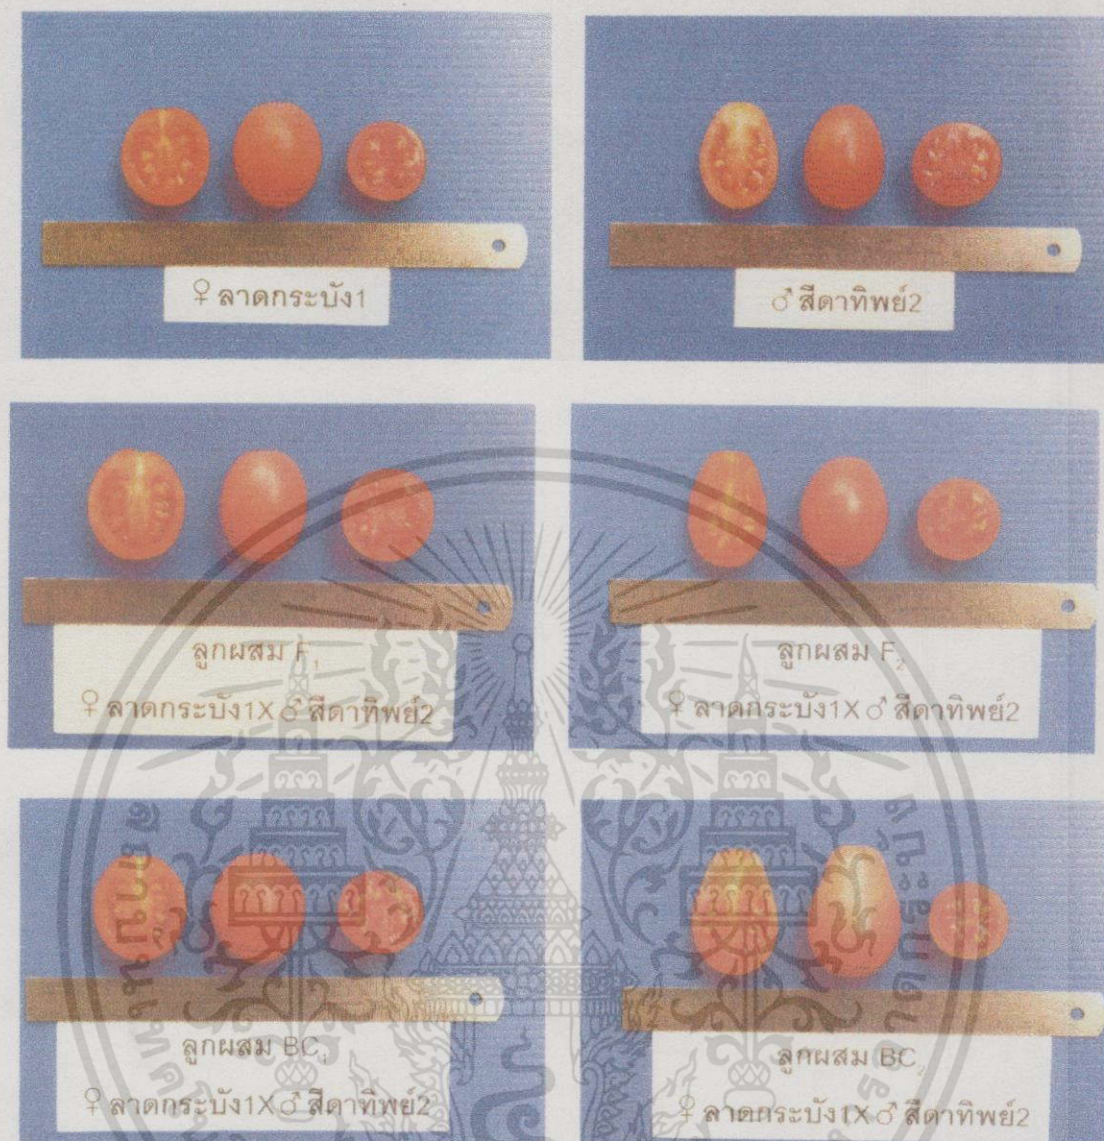 ♀ ลาดกระบัง1
♂ สีดาทิพย์2
ลูกผสม F₁
♀ ลาดกระบัง1X♂ สีดาทิพย์2
ลูกผสม F₂
♀ ลาดกระบัง1X♂ สีดาทิพย์2
ลูกผสม BC₁
♀ ลาดกระบัง1X♂ สีดาทิพย์2
ลูกผสม BC₂
♀ ลาดกระบัง1X♂ สีดาทิพย์2